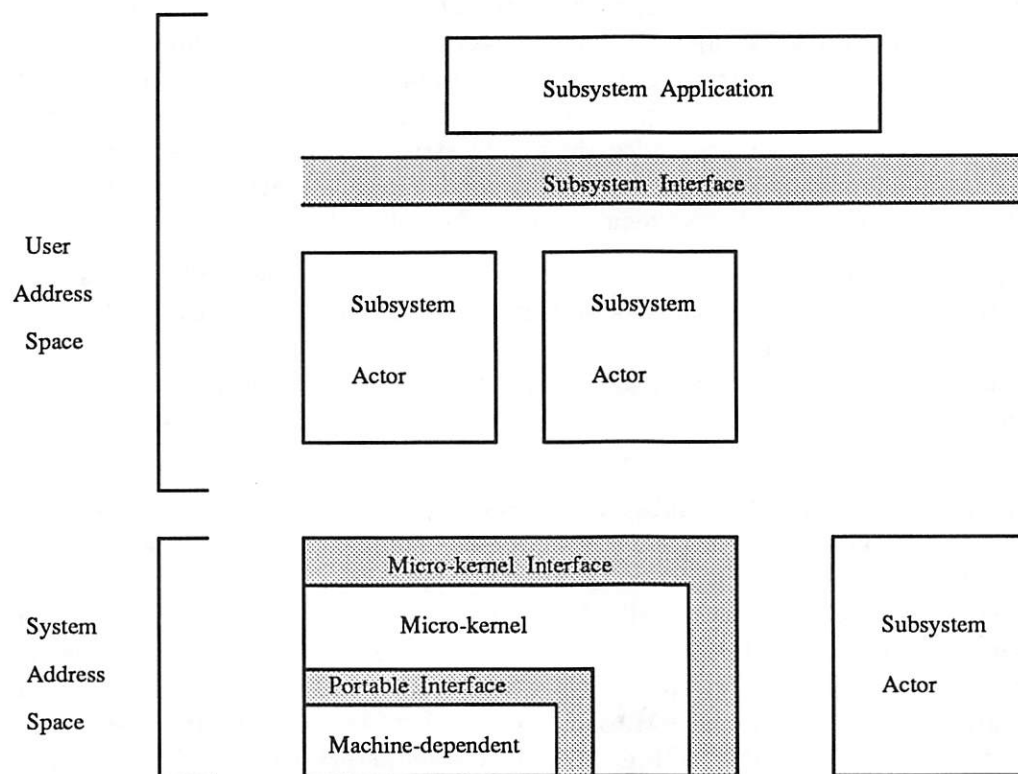 Subsystem Application
Subsystem Interface
User
Address
Space
Subsystem
Actor
Subsystem
Actor
Micro-kernel Interface
Micro-kernel
Portable Interface
Machine-dependent
System
Address
Space
Subsystem
Actor